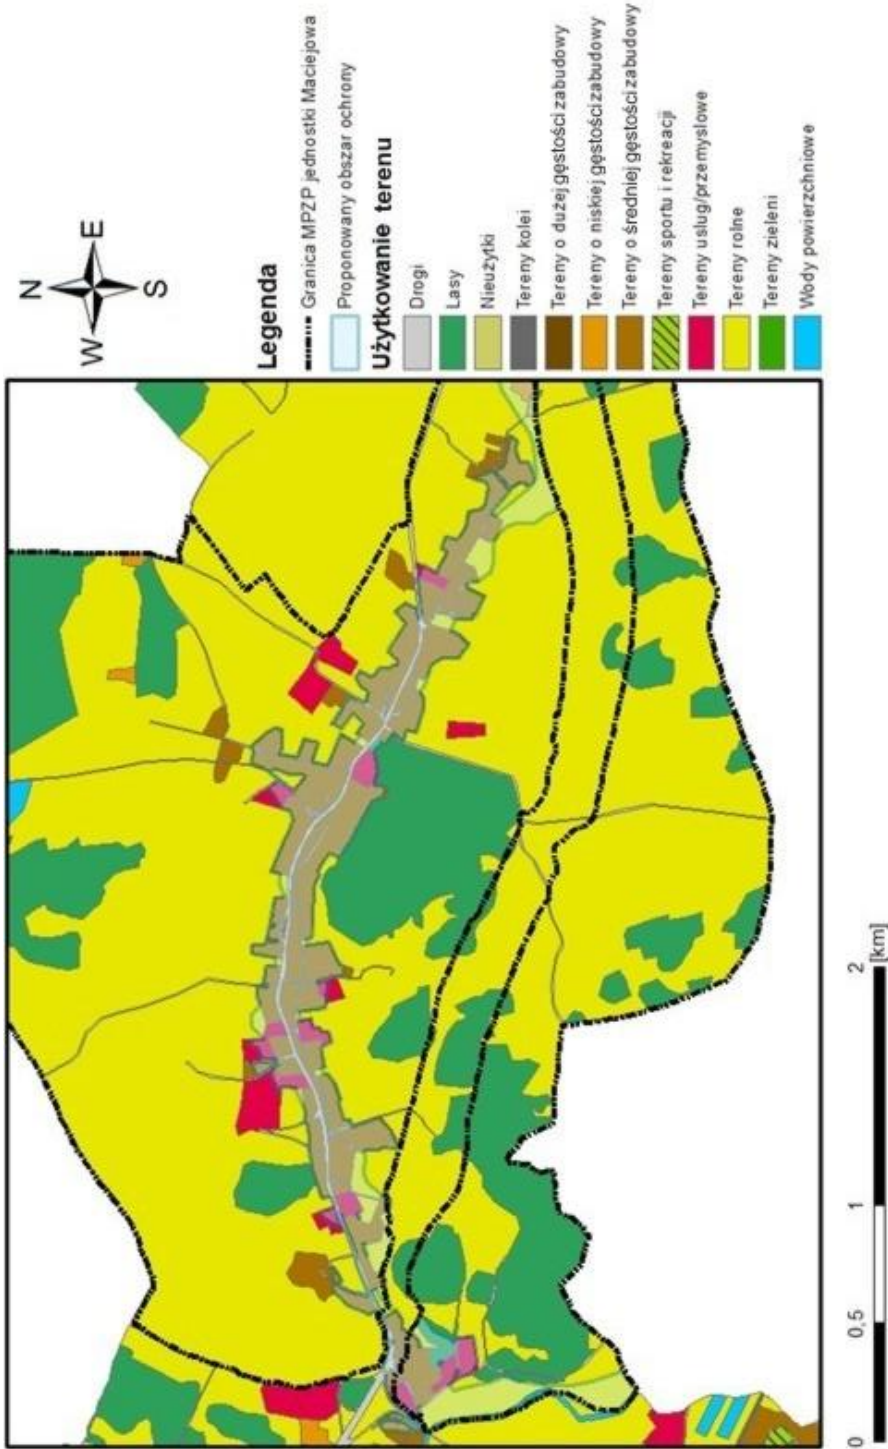 N
W
E
S
Legenda
Granica MPZP jednostki Maciejowa
Proponowany obszar ochrony
Użytkowanie terenu
Drogi
Lasy
Nieużytki
Tereny kolei
Tereny o dużej gęstości zabudowy
Tereny o niskiej gęstości zabudowy
Tereny o średniej gęstości zabudowy
Tereny sportu i rekreacji
Tereny usług/przemysłowe
Tereny rolne
Tereny zieleni
Wody powierzchniowe
0 0,5 1 2
[km]